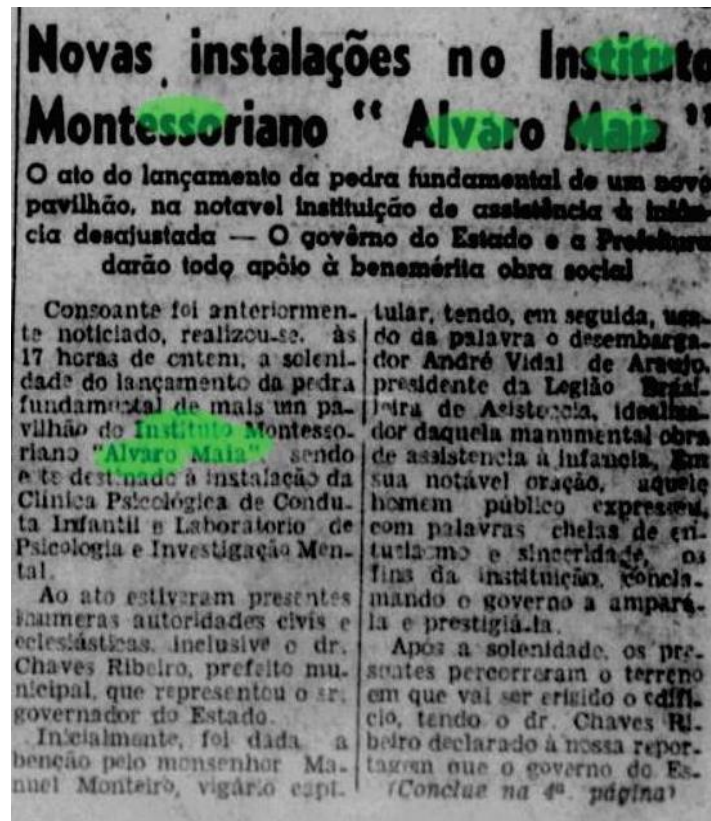 Novas instalações no Instituto
Montessoriano " Alvaro Maia "
O ato do lançamento da pedra fundamental de um novo
pavilhão, na notavel instituição de assistência à infân-
cia desajustada — O govêrno do Estado e a Prefeitura
darão todo apôio à benemérita obra social
Consoante foi anteriormen-
te noticiado, realizou-se, às
17 horas de ontem, a soleni-
dade do lançamento da pedra
fundamental de mais um pa-
vilhão do Instituto Montesso-
riano "Alvaro Maia", sendo
e te destinado à instalação da
Clínica Psicológica de Condu-
ta Infantil e Laboratorio de
Psicologia e Investigação Men-
tal.
Ao ato estiveram presentes
inumeras autoridades civis e
eclesiásticas, inclusive o dr.
Chaves Ribeiro, prefeito mu-
nicipal, que representou o sr.
governador do Estado.
Inicialmente, foi dada a
benção pelo monsenhor Ma-
nuel Monteiro, vigário capi-
tular, tendo, em seguida, usa-
do da palavra o desembarga-
dor André Vidal de Araujo,
presidente da Legião Brasi-
leira de Asistencia, idealiza-
dor daquela manumental obra
de assistencia à infancia. Em
sua notável oração, aquele
homem público expressou,
com palavras cheias de en-
tusiasmo e sinceridade, os
fins da instituição, concla-
mando o governo a ampará-
la e prestigiá-la.
Após a solenidade, os pre-
sentes percorreram o terreno
em que vai ser erigido o edifí-
cio, tendo o dr. Chaves Ri-
beiro declarado à nossa repor-
tagem que o governo do Es-
(Conclue na 4ª. página)